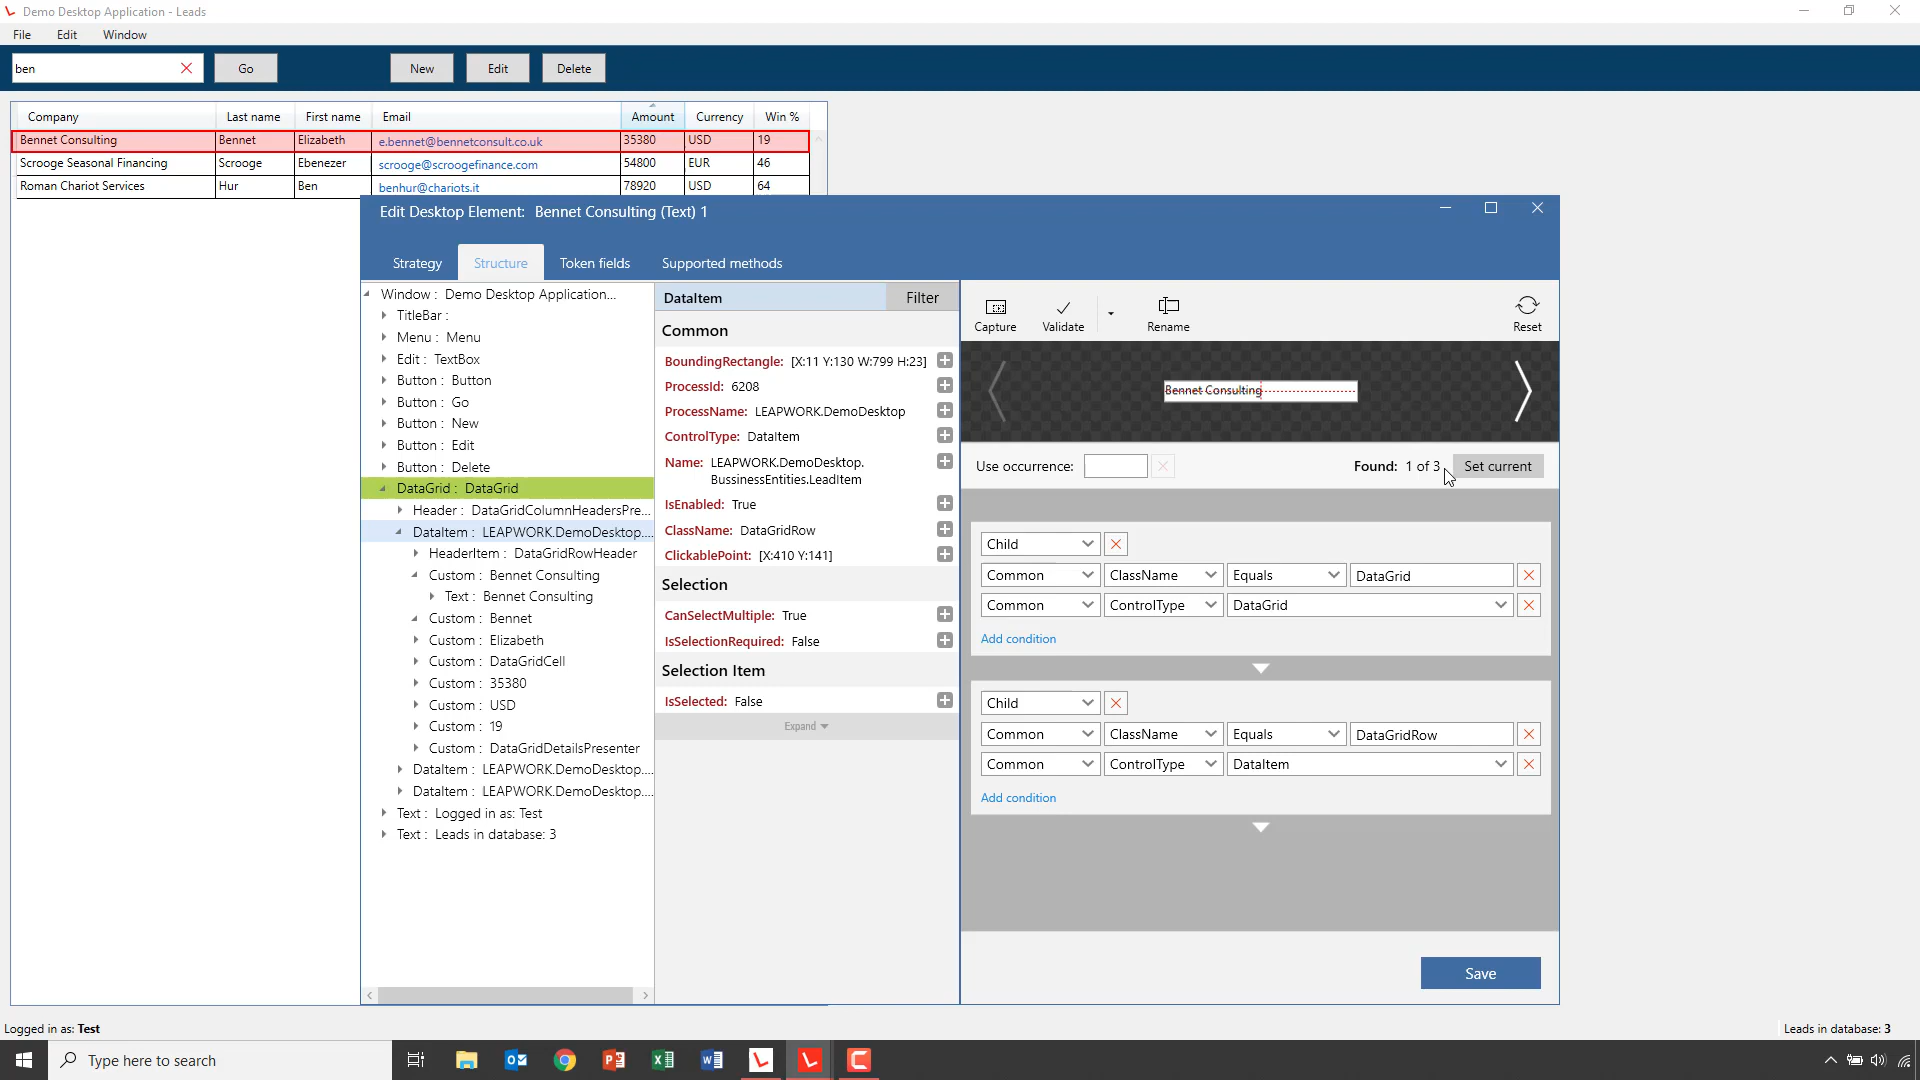 Demo Desktop Application - Leads
File Edit Window
ben Go New Edit Delete
Company Last name First name Email Amount Currency Win %
Bennet Consulting Bennet Elizabeth e.bennet@bennetconsult.co.uk 35380 USD 19
Scrooge Seasonal Financing Scrooge Ebenezer scrooge@scroogefinance.com 54800 EUR 46
Roman Chariot Services Hur Ben benhur@chariots.it 78920 USD 64
Edit Desktop Element: Bennet Consulting (Text) 1
Strategy Structure Token fields Supported methods
Window : Demo Desktop Application...
TitleBar :
Menu : Menu
Edit : TextBox
Button : Button
Button : Go
Button : New
Button : Edit
Button : Delete
DataGrid : DataGrid
Header : DataGridColumnHeadersPre...
DataItem : LEAPWORK.DemoDesktop....
HeaderItem : DataGridRowHeader
Custom : Bennet Consulting
Text : Bennet Consulting
Custom : Bennet
Custom : Elizabeth
Custom : DataGridCell
Custom : 35380
Custom : USD
Custom : 19
Custom : DataGridDetailsPresenter
DataItem : LEAPWORK.DemoDesktop....
DataItem : LEAPWORK.DemoDesktop....
Text : Logged in as: Test
Text : Leads in database: 3
DataItem Filter
Common
BoundingRectangle: [X:11 Y:130 W:799 H:23]
ProcessId: 6208
ProcessName: LEAPWORK.DemoDesktop
ControlType: DataItem
Name: LEAPWORK.DemoDesktop.
BussinessEntities.LeadItem
IsEnabled: True
ClassName: DataGridRow
ClickablePoint: [X:410 Y:141]
Selection
CanSelectMultiple: True
IsSelectionRequired: False
Selection Item
IsSelected: False
Expand
Capture Validate Rename Reset
Bennet Consulting
Use occurrence: Found: 1 of 3 Set current
Child
Common ClassName Equals DataGrid
Common ControlType DataGrid
Add condition
Child
Common ClassName Equals DataGridRow
Common ControlType DataItem
Add condition
Save
Logged in as: Test Leads in database: 3
Type here to search